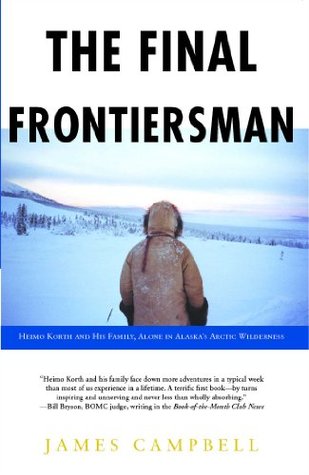 THE FINAL
FRONTIERSMAN
HEIMO KORTH AND HIS FAMILY, ALONE IN ALASKA'S ARCTIC WILDERNESS
"Heimo Korth and his family face down more adventures in a typical week
than most of us experience in a lifetime. A terrific first book—by turns
inspiring and unnerving and never less than wholly absorbing."
—Bill Bryson, BOMC judge, writing in the Book-of-the-Month Club News
JAMES CAMPBELL